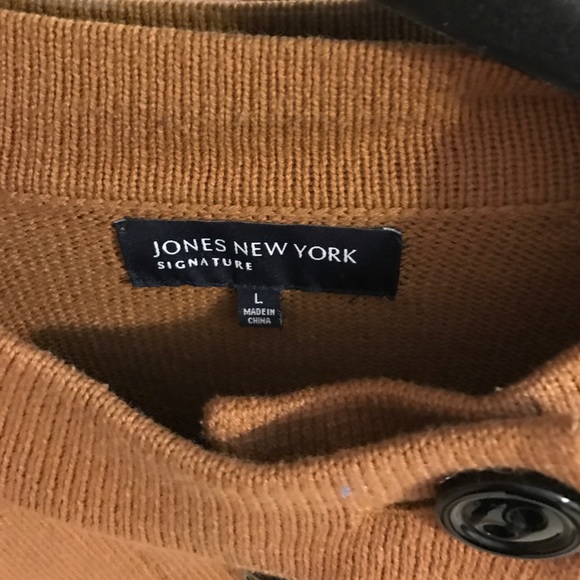 JONES NEW YORK
SIGNATURE
L
MADE IN
CHINA